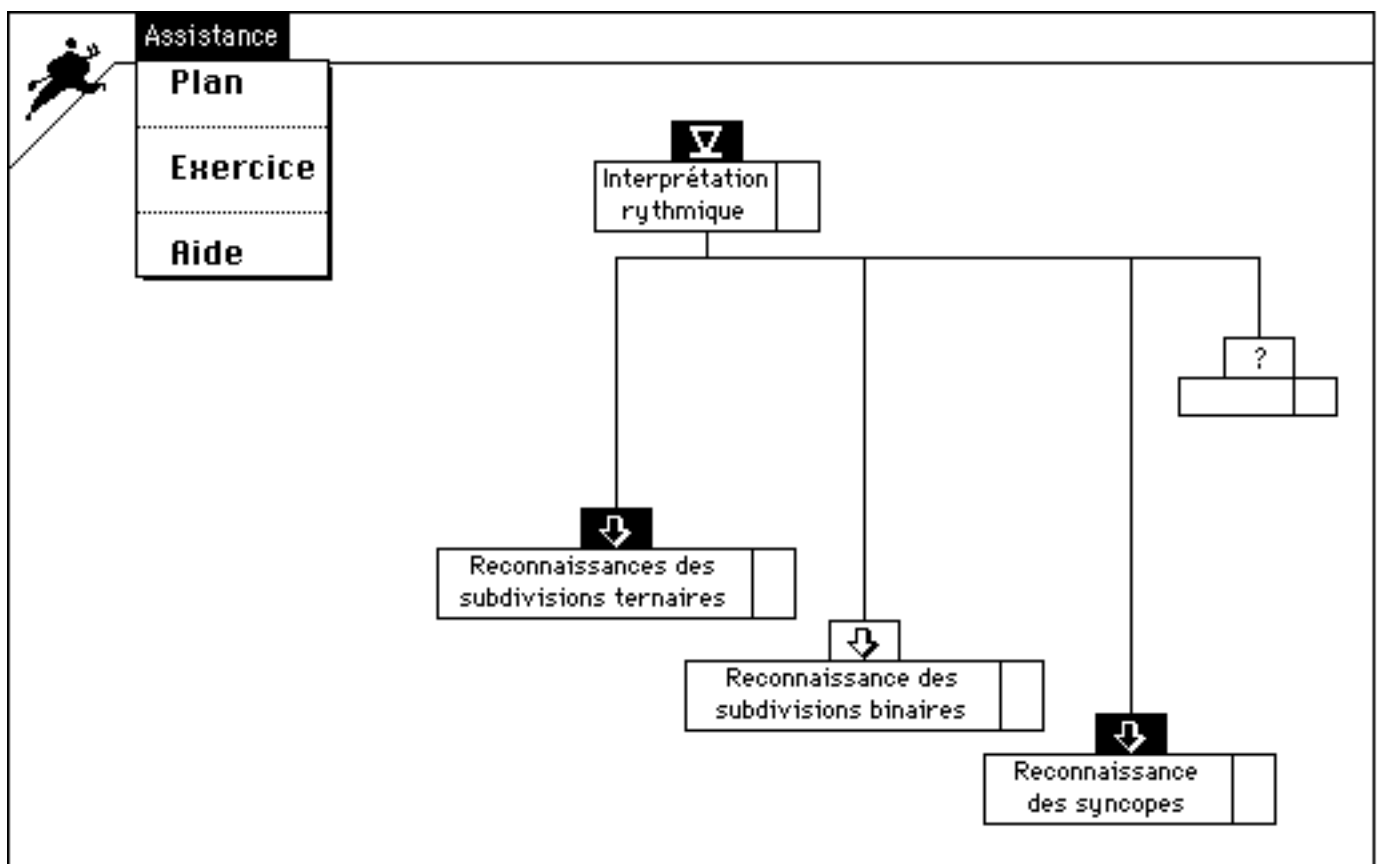 Assistance
Plan
Exercice
Aide
Interprétation
rythmique
?
Reconnaissances des
subdivisions ternaires
Reconnaissance des
subdivisions binaires
Reconnaissance
des syncopes